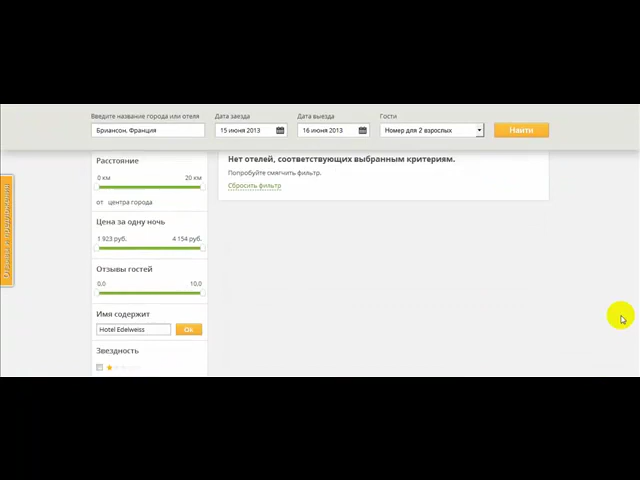 Введите название города или отеля
Дата заезда
Дата выезда
Гости
Бриансон, Франция
15 июня 2013
16 июня 2013
Номер для 2 взрослых
Найти
Расстояние
0 км
20 км
от центра города
Цена за одну ночь
1 923 руб.
4 154 руб.
Отзывы гостей
0,0
10,0
Имя содержит
Hotel Edelweiss
Ok
Звездность
Нет отелей, соответствующих выбранным критериям.
Попробуйте смягчить фильтр.
Сбросить фильтр